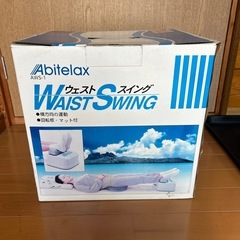 Abitelax
AWS-1
ウェスト スイング
WAIST SWING
●横方向の運動
●回転板・マット付